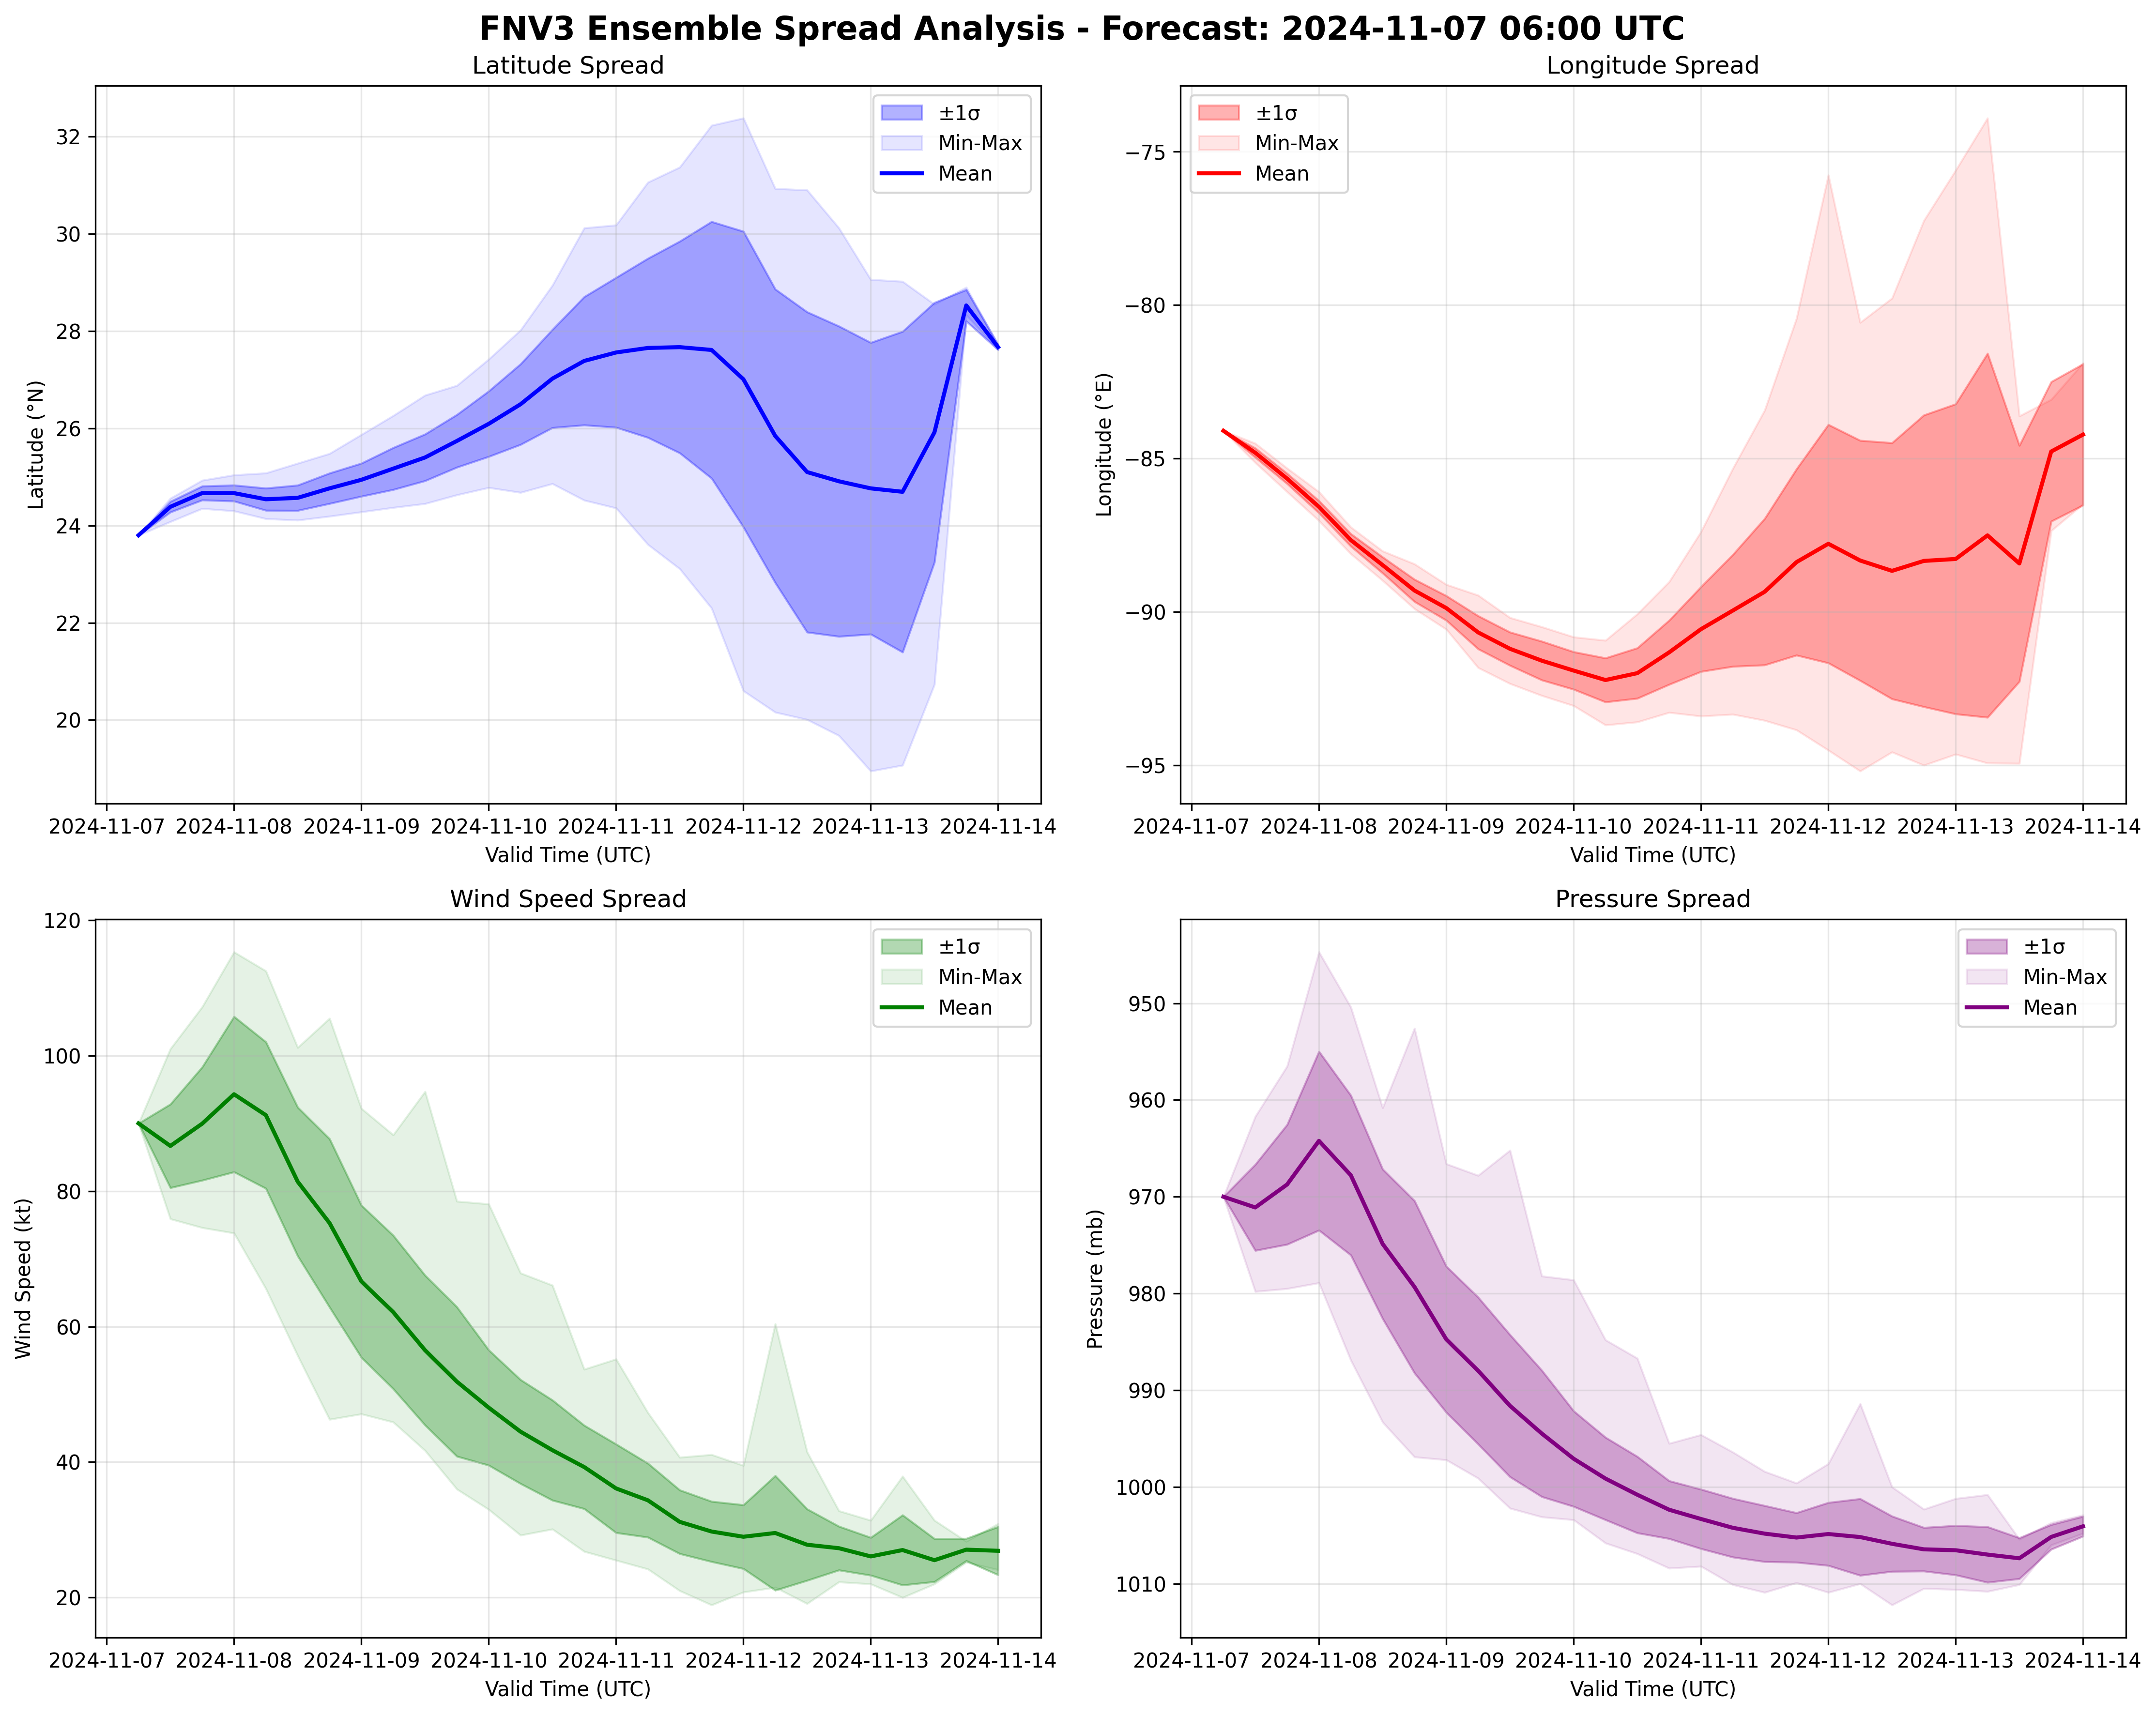 FNV3 Ensemble Spread Analysis - Forecast: 2024-11-07 06:00 UTC
Latitude Spread
±1σ
Min-Max
Mean
32
30
28
26
24
22
20
Latitude (°N)
2024-11-07 2024-11-08 2024-11-09 2024-11-10 2024-11-11 2024-11-12 2024-11-13 2024-11-14
Valid Time (UTC)
Longitude Spread
±1σ
Min-Max
Mean
−75
−80
−85
−90
−95
Longitude (°E)
2024-11-07 2024-11-08 2024-11-09 2024-11-10 2024-11-11 2024-11-12 2024-11-13 2024-11-14
Valid Time (UTC)
Wind Speed Spread
±1σ
Min-Max
Mean
120
100
80
60
40
20
Wind Speed (kt)
2024-11-07 2024-11-08 2024-11-09 2024-11-10 2024-11-11 2024-11-12 2024-11-13 2024-11-14
Valid Time (UTC)
Pressure Spread
±1σ
Min-Max
Mean
950
960
970
980
990
1000
1010
Pressure (mb)
2024-11-07 2024-11-08 2024-11-09 2024-11-10 2024-11-11 2024-11-12 2024-11-13 2024-11-14
Valid Time (UTC)